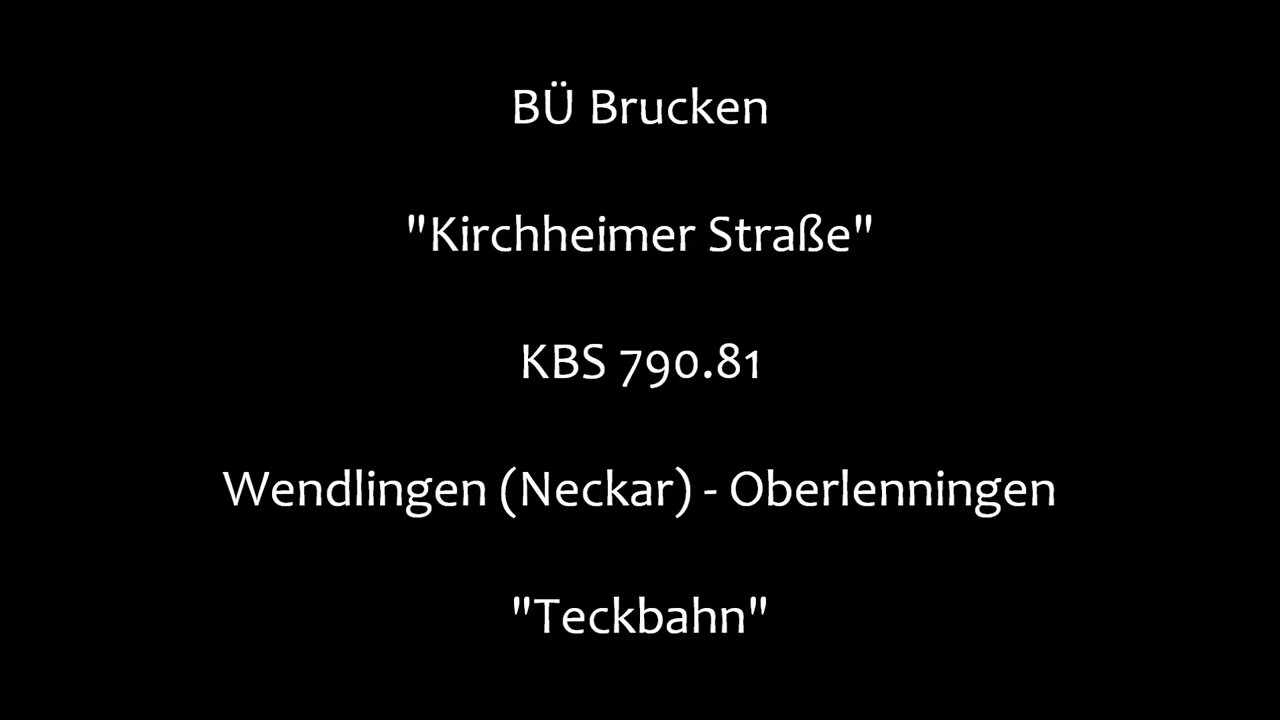 BÜ Brucken
"Kirchheimer Straße"
KBS 790.81
Wendlingen (Neckar) - Oberlenningen
"Teckbahn"